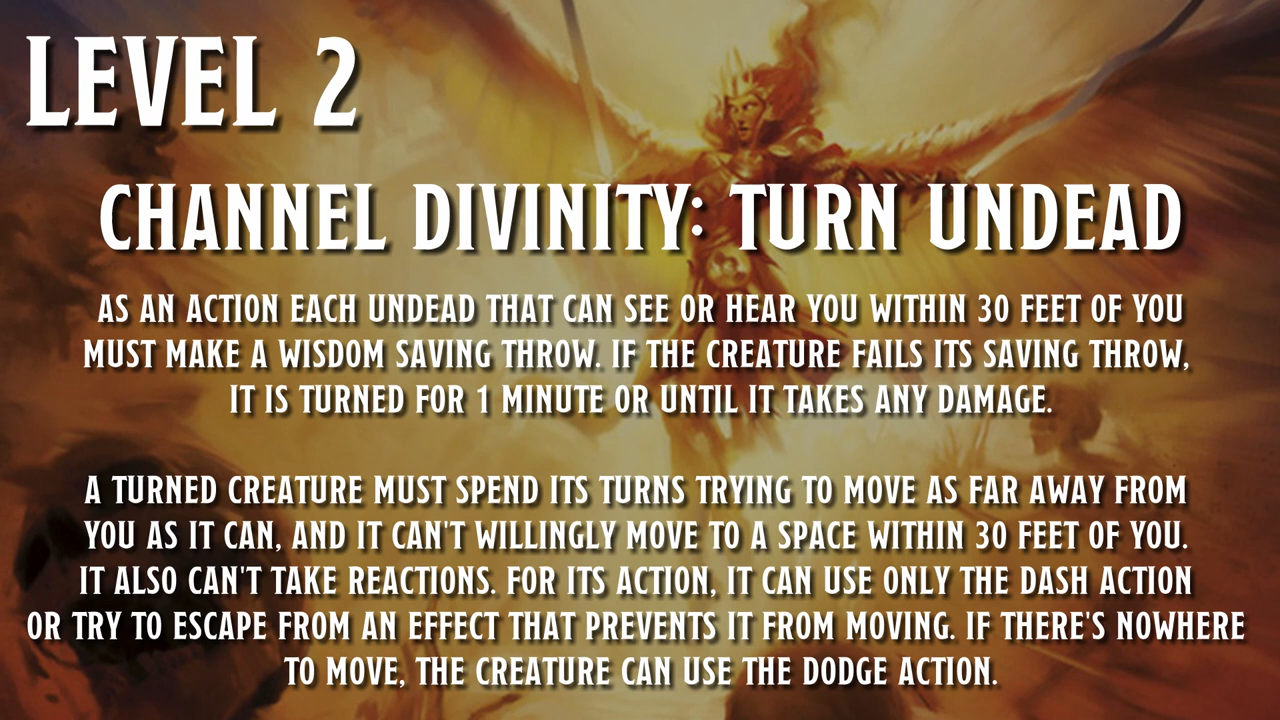 LEVEL 2
CHANNEL DIVINITY: TURN UNDEAD
AS AN ACTION EACH UNDEAD THAT CAN SEE OR HEAR YOU WITHIN 30 FEET OF YOU
MUST MAKE A WISDOM SAVING THROW. IF THE CREATURE FAILS ITS SAVING THROW,
IT IS TURNED FOR 1 MINUTE OR UNTIL IT TAKES ANY DAMAGE.
A TURNED CREATURE MUST SPEND ITS TURNS TRYING TO MOVE AS FAR AWAY FROM
YOU AS IT CAN, AND IT CAN'T WILLINGLY MOVE TO A SPACE WITHIN 30 FEET OF YOU.
IT ALSO CAN'T TAKE REACTIONS. FOR ITS ACTION, IT CAN USE ONLY THE DASH ACTION
OR TRY TO ESCAPE FROM AN EFFECT THAT PREVENTS IT FROM MOVING. IF THERE'S NOWHERE
TO MOVE, THE CREATURE CAN USE THE DODGE ACTION.